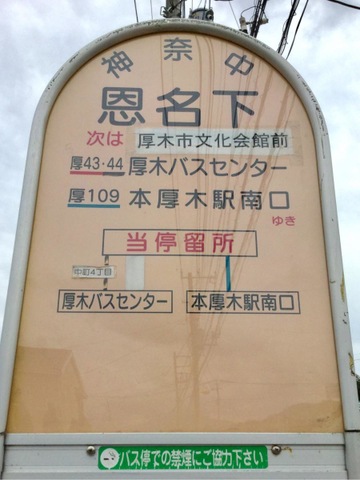 神奈中
恩名下
次は 厚木市文化会館前
厚43・44 厚木バスセンター
厚109 本厚木駅南口
ゆき
当停留所
中町4丁目
厚木バスセンター 本厚木駅南口
バス停での禁煙にご協力下さい